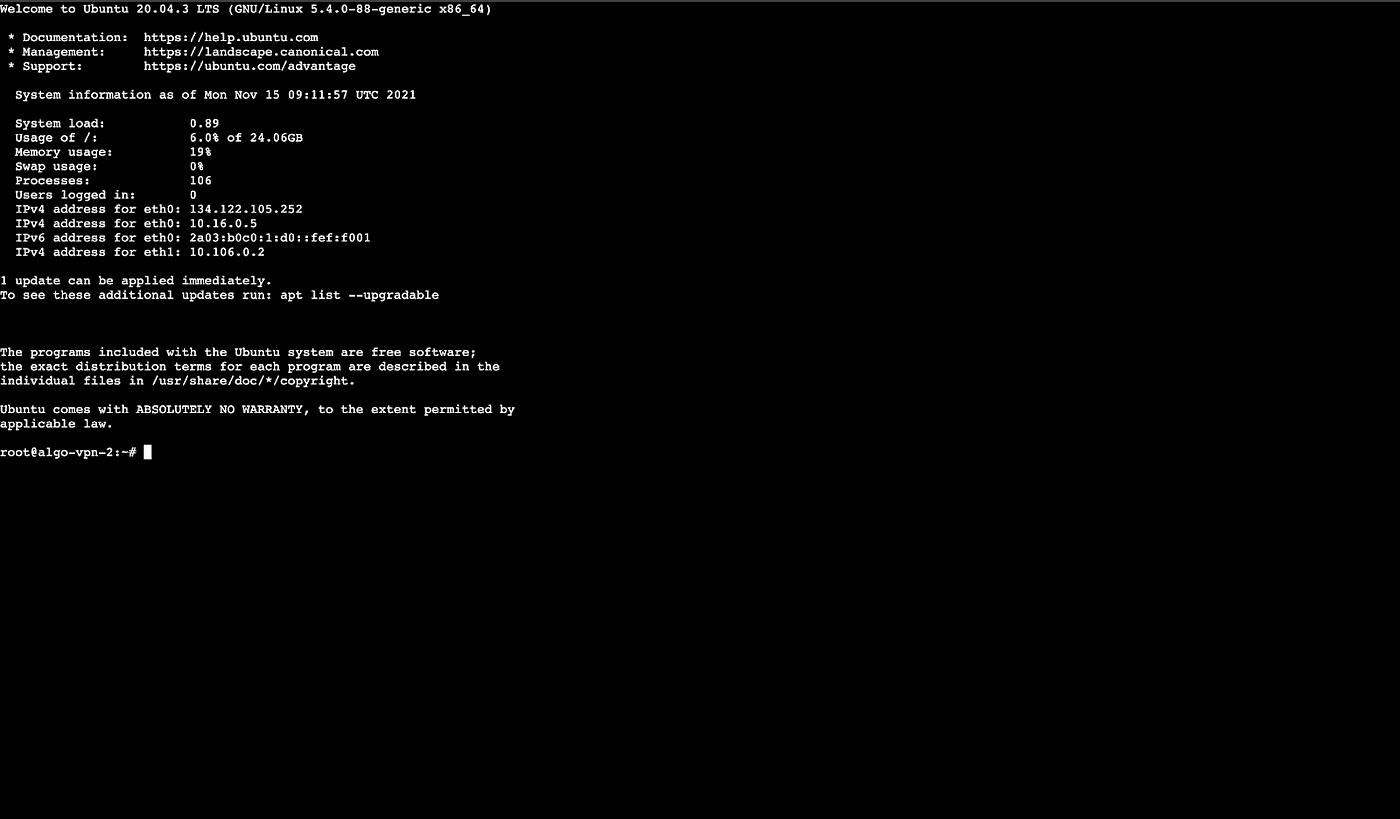 Welcome to Ubuntu 20.04.3 LTS (GNU/Linux 5.4.0-88-generic x86_64)
* Documentation:  https://help.ubuntu.com
* Management:     https://landscape.canonical.com
* Support:        https://ubuntu.com/advantage
System information as of Mon Nov 15 09:11:57 UTC 2021
System load:           0.89
Usage of /:            6.0% of 24.06GB
Memory usage:          19%
Swap usage:            0%
Processes:             106
Users logged in:       0
IPv4 address for eth0: 134.122.105.252
IPv4 address for eth0: 10.16.0.5
IPv6 address for eth0: 2a03:b0c0:1:d0::fef:f001
IPv4 address for eth1: 10.106.0.2
1 update can be applied immediately.
To see these additional updates run: apt list --upgradable
The programs included with the Ubuntu system are free software;
the exact distribution terms for each program are described in the
individual files in /usr/share/doc/*/copyright.
Ubuntu comes with ABSOLUTELY NO WARRANTY, to the extent permitted by
applicable law.
root@algo-vpn-2:~#